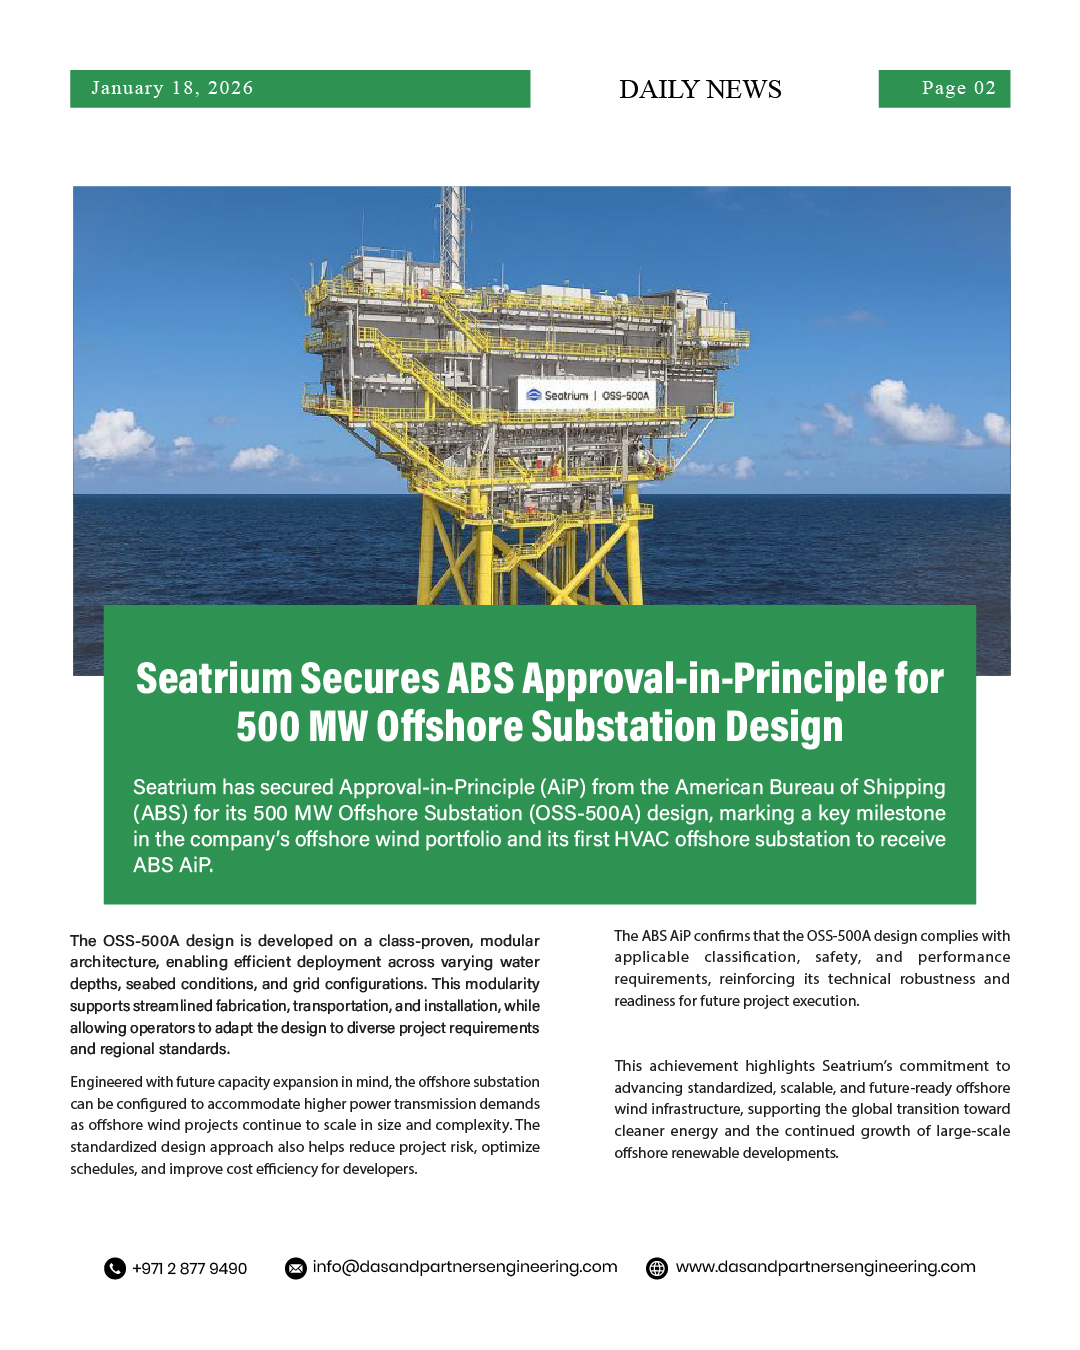 January 18, 2026
DAILY NEWS
Page 02
Seatrium | OSS-500A
Seatrium Secures ABS Approval-in-Principle for
500 MW Offshore Substation Design
Seatrium has secured Approval-in-Principle (AiP) from the American Bureau of Shipping
(ABS) for its 500 MW Offshore Substation (OSS-500A) design, marking a key milestone
in the company's offshore wind portfolio and its first HVAC offshore substation to receive
ABS AiP.
The OSS-500A design is developed on a class-proven, modular
architecture, enabling efficient deployment across varying water
depths, seabed conditions, and grid configurations. This modularity
supports streamlined fabrication, transportation, and installation, while
allowing operators to adapt the design to diverse project requirements
and regional standards.
Engineered with future capacity expansion in mind, the offshore substation
can be configured to accommodate higher power transmission demands
as offshore wind projects continue to scale in size and complexity. The
standardized design approach also helps reduce project risk, optimize
schedules, and improve cost efficiency for developers.
The ABS AiP confirms that the OSS-500A design complies with
applicable classification, safety, and performance
requirements, reinforcing its technical robustness and
readiness for future project execution.
This achievement highlights Seatrium's commitment to
advancing standardized, scalable, and future-ready offshore
wind infrastructure, supporting the global transition toward
cleaner energy and the continued growth of large-scale
offshore renewable developments.
+971 2 877 9490
info@dasandpartnersengineering.com
www.dasandpartnersengineering.com